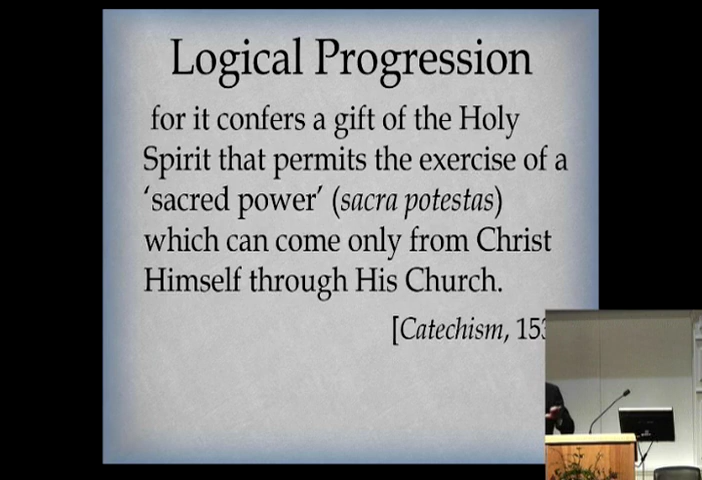 Logical Progression
for it confers a gift of the Holy
Spirit that permits the exercise of a
‘sacred power’ (sacra potestas)
which can come only from Christ
Himself through His Church.
[Catechism,